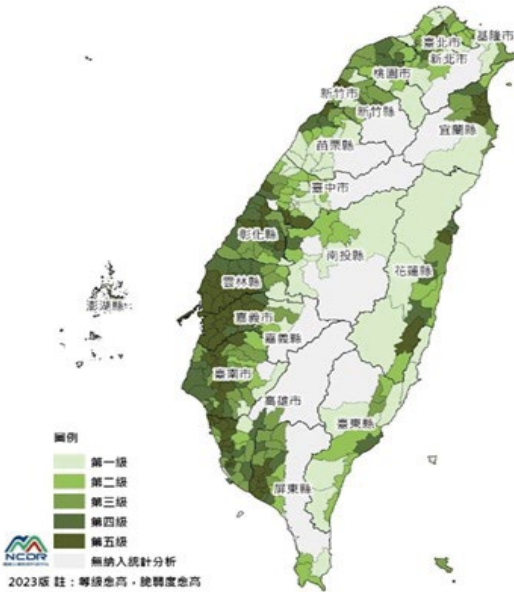 基隆市
臺北市
新北市
桃園市
新竹市
新竹縣
宜蘭縣
苗栗縣
臺中市
彰化縣
南投縣
花蓮縣
雲林縣
澎湖縣
嘉義市
嘉義縣
臺南市
高雄市
臺東縣
屏東縣
圖例
第一級
第二級
第三級
第四級
第五級
無納入統計分析
NCDR
2023版 註：等級愈高，脆弱度愈高